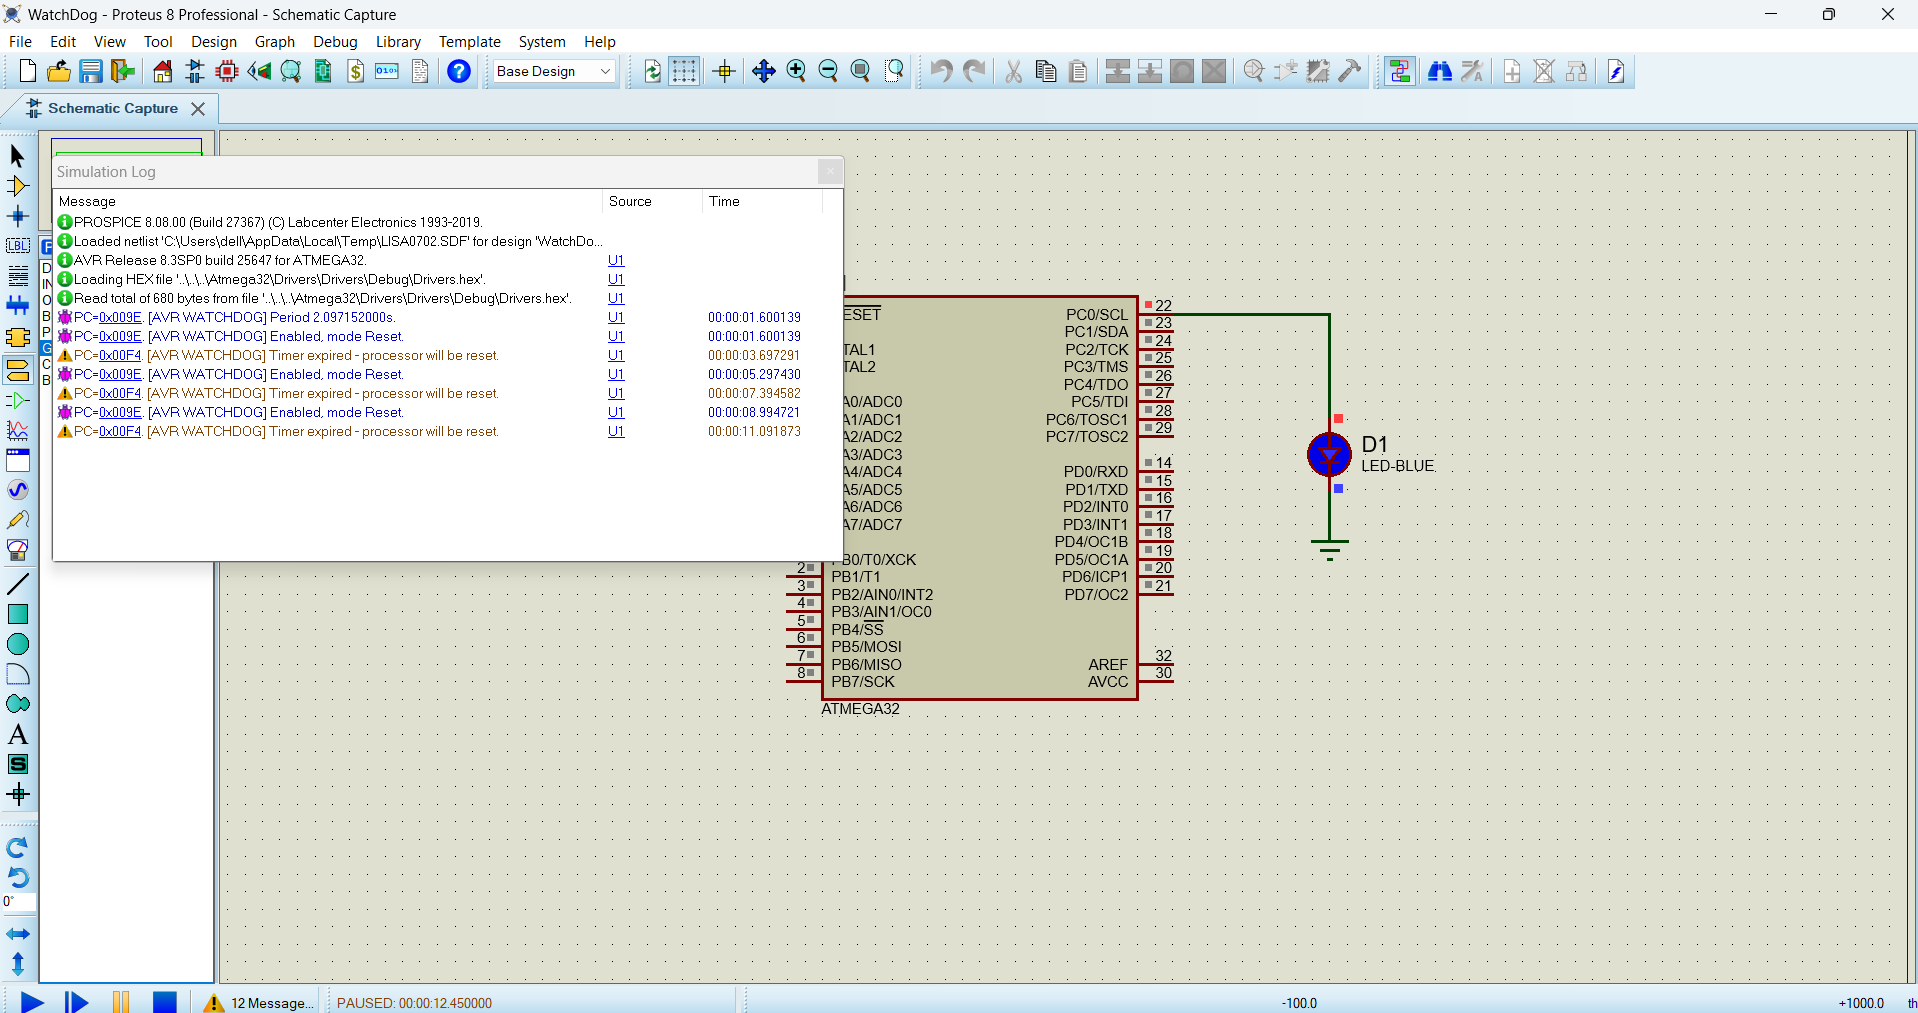 WatchDog - Proteus 8 Professional - Schematic Capture
File Edit View Tool Design Graph Debug Library Template System Help
Base Design
Schematic Capture
Simulation Log
Message Source Time
PROSPICE 8.08.00 (Build 27367) (C) Labcenter Electronics 1993-2019.
Loaded netlist 'C:\Users\dell\AppData\Local\Temp\LISA0702.SDF' for design 'WatchDo...
AVR Release 8.3SP0 build 25647 for ATMEGA32. U1
Loading HEX file '..\..\..\Atmega32\Drivers\Drivers\Debug\Drivers.hex'. U1
Read total of 680 bytes from file '..\..\..\Atmega32\Drivers\Drivers\Debug\Drivers.hex'. U1
PC=0x009E. [AVR WATCHDOG] Period 2.097152000s. U1 00:00:01.600139
PC=0x009E. [AVR WATCHDOG] Enabled, mode Reset. U1 00:00:01.600139
PC=0x00F4. [AVR WATCHDOG] Timer expired - processor will be reset. U1 00:00:03.697291
PC=0x009E. [AVR WATCHDOG] Enabled, mode Reset. U1 00:00:05.297430
PC=0x00F4. [AVR WATCHDOG] Timer expired - processor will be reset. U1 00:00:07.394582
PC=0x009E. [AVR WATCHDOG] Enabled, mode Reset. U1 00:00:08.994721
PC=0x00F4. [AVR WATCHDOG] Timer expired - processor will be reset. U1 00:00:11.091873
ESET PC0/SCL 22
PC1/SDA 23
TAL1 PC2/TCK 24
TAL2 PC3/TMS 25
PC4/TDO 26
A0/ADC0 PC5/TDI 27
A1/ADC1 PC6/TOSC1 28
A2/ADC2 PC7/TOSC2 29
A3/ADC3
A4/ADC4 PD0/RXD 14
A5/ADC5 PD1/TXD 15
A6/ADC6 PD2/INT0 16
A7/ADC7 PD3/INT1 17
PD4/OC1B 18
B0/T0/XCK PD5/OC1A 19
2 PB1/T1 PD6/ICP1 20
3 PB2/AIN0/INT2 PD7/OC2 21
4 PB3/AIN1/OC0
5 PB4/SS
6 PB5/MOSI
7 PB6/MISO AREF 32
8 PB7/SCK AVCC 30
ATMEGA32
D1
LED-BLUE
LBL
A
S
0°
12 Message... PAUSED: 00:00:12.450000 -100.0 +1000.0 th